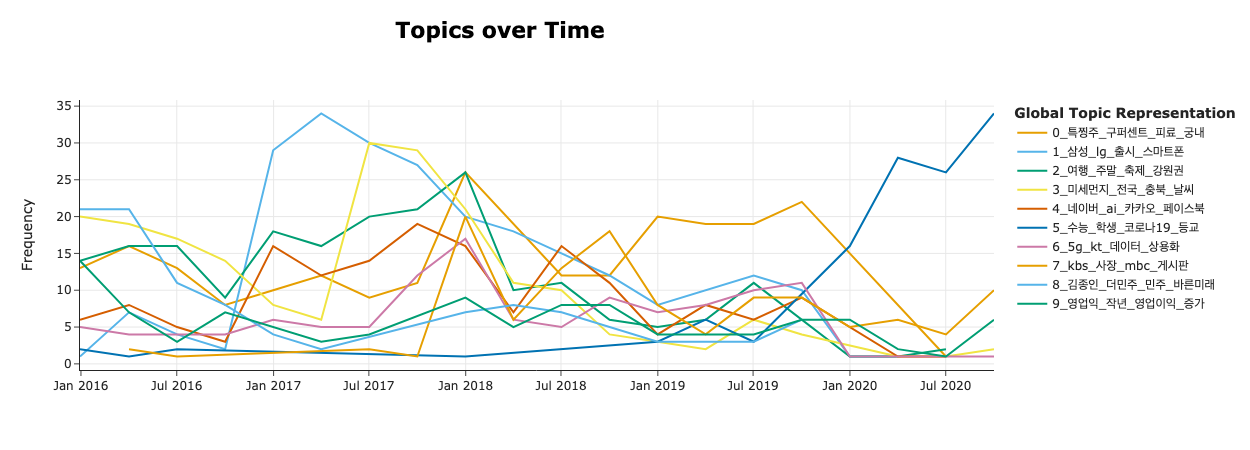 Topics over Time
Global Topic Representation
0_특찡주_구퍼센트_피료_궁내
1_삼성_lg_출시_스마트폰
2_여행_주말_축제_강원권
3_미세먼지_전국_충북_날씨
4_네이버_ai_카카오_페이스북
5_수능_학생_코로나19_등교
6_5g_kt_데이터_상용화
7_kbs_사장_mbc_게시판
8_김종인_더민주_민주_바른미래
9_영업익_작년_영업이익_증가
Frequency
35
30
25
20
15
10
5
0
Jan 2016 Jul 2016 Jan 2017 Jul 2017 Jan 2018 Jul 2018 Jan 2019 Jul 2019 Jan 2020 Jul 2020